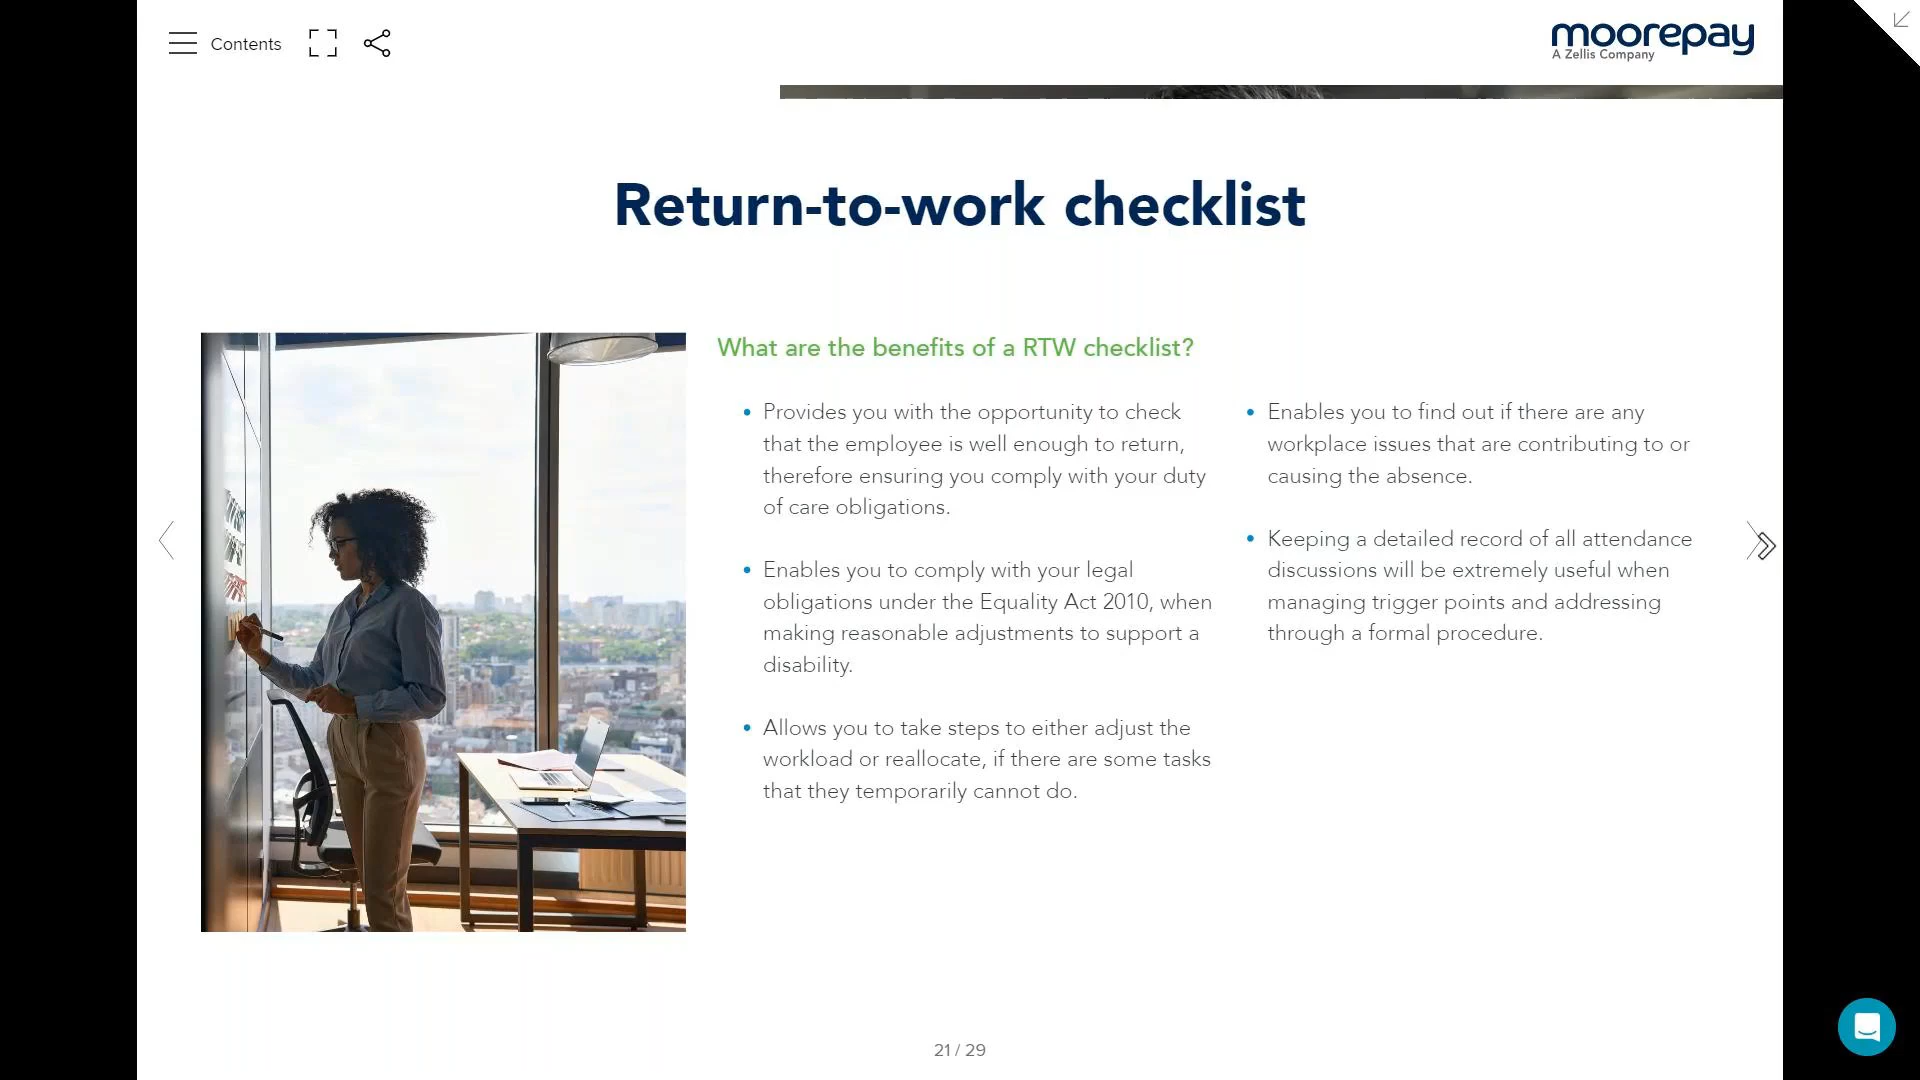 Contents
moorepay
A Zellis Company
Return-to-work checklist
What are the benefits of a RTW checklist?
• Provides you with the opportunity to check
that the employee is well enough to return,
therefore ensuring you comply with your duty
of care obligations.
• Enables you to comply with your legal
obligations under the Equality Act 2010, when
making reasonable adjustments to support a
disability.
• Allows you to take steps to either adjust the
workload or reallocate, if there are some tasks
that they temporarily cannot do.
• Enables you to find out if there are any
workplace issues that are contributing to or
causing the absence.
• Keeping a detailed record of all attendance
discussions will be extremely useful when
managing trigger points and addressing
through a formal procedure.
21 / 29